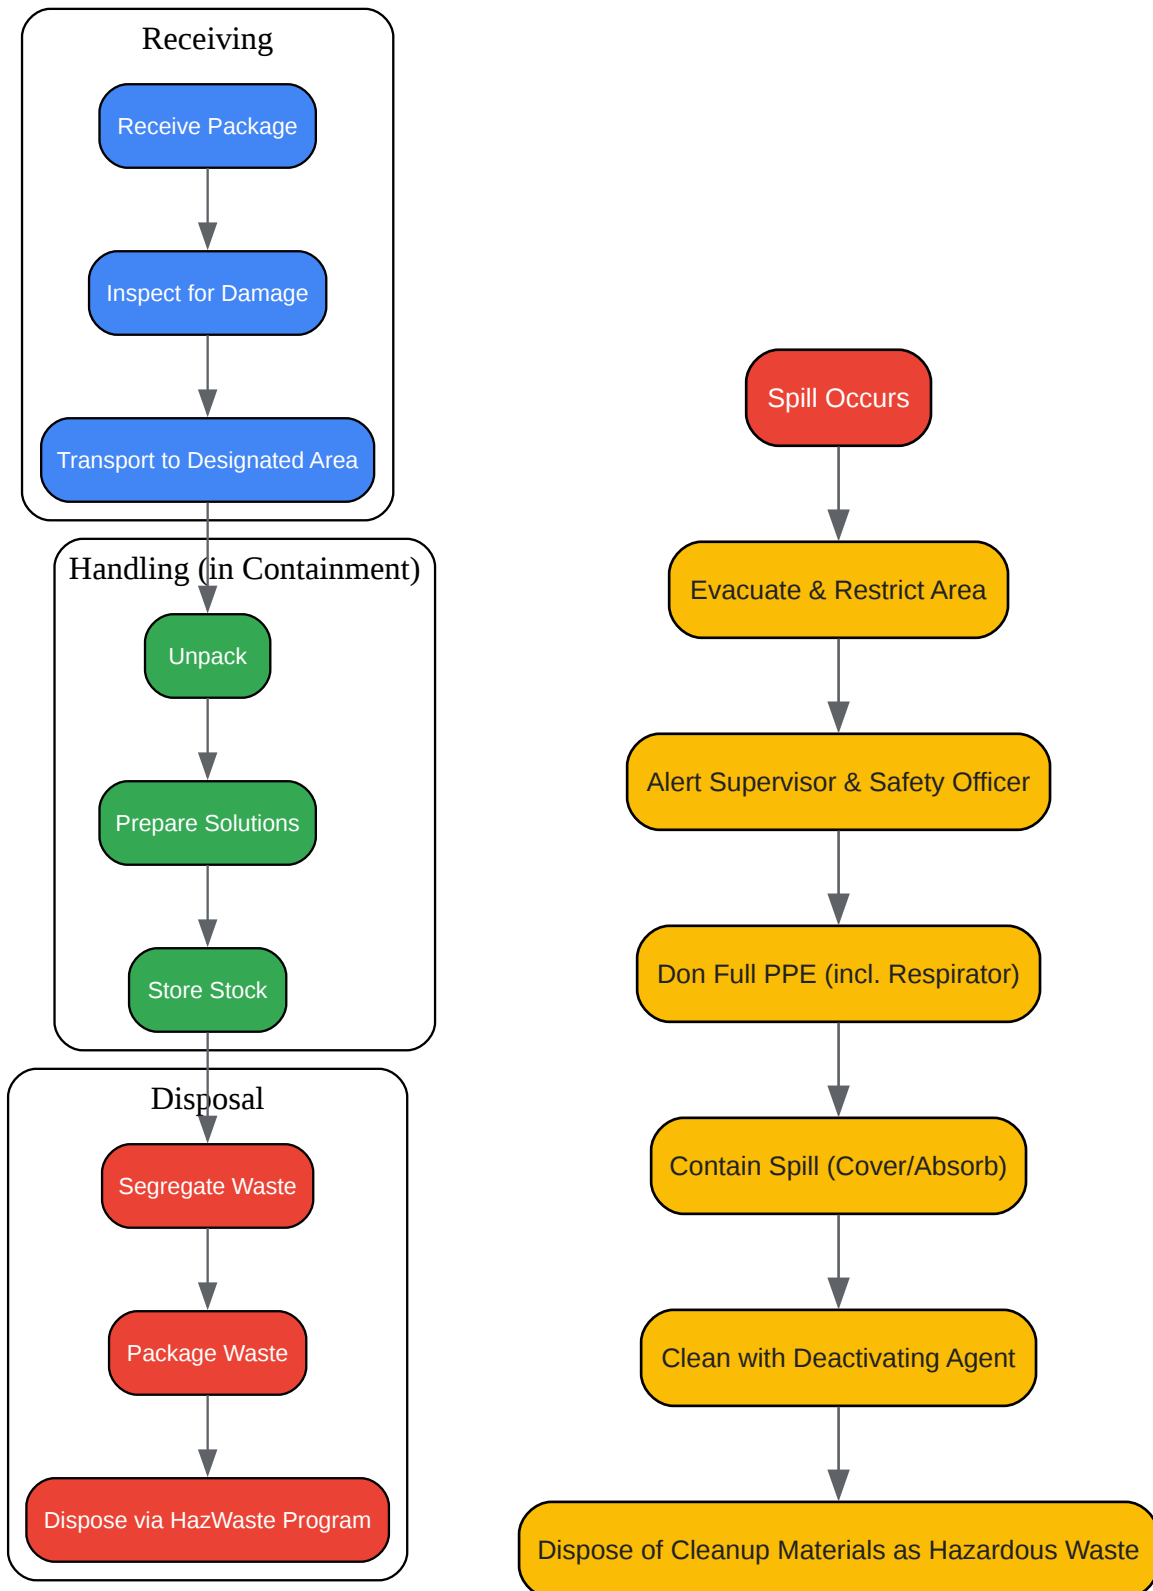 Receiving
Receive Package
Inspect for Damage
Transport to Designated Area
Handling (in Containment)
Unpack
Prepare Solutions
Store Stock
Disposal
Segregate Waste
Package Waste
Dispose via HazWaste Program
Spill Occurs
Evacuate & Restrict Area
Alert Supervisor & Safety Officer
Don Full PPE (incl. Respirator)
Contain Spill (Cover/Absorb)
Clean with Deactivating Agent
Dispose of Cleanup Materials as Hazardous Waste